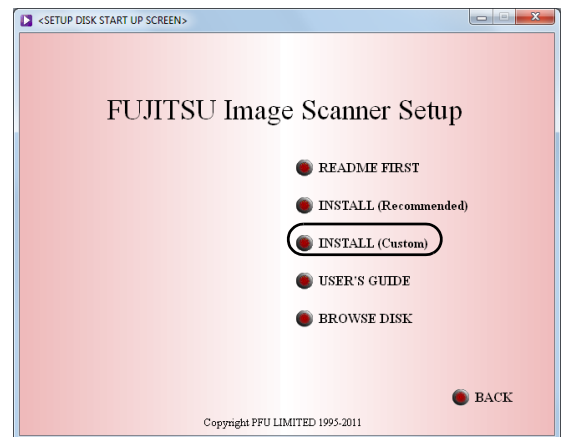 <SETUP DISK START UP SCREEN>
FUJITSU Image Scanner Setup
README FIRST
INSTALL (Recommended)
INSTALL (Custom)
USER'S GUIDE
BROWSE DISK
BACK
Copyright PFU LIMITED 1995-2011